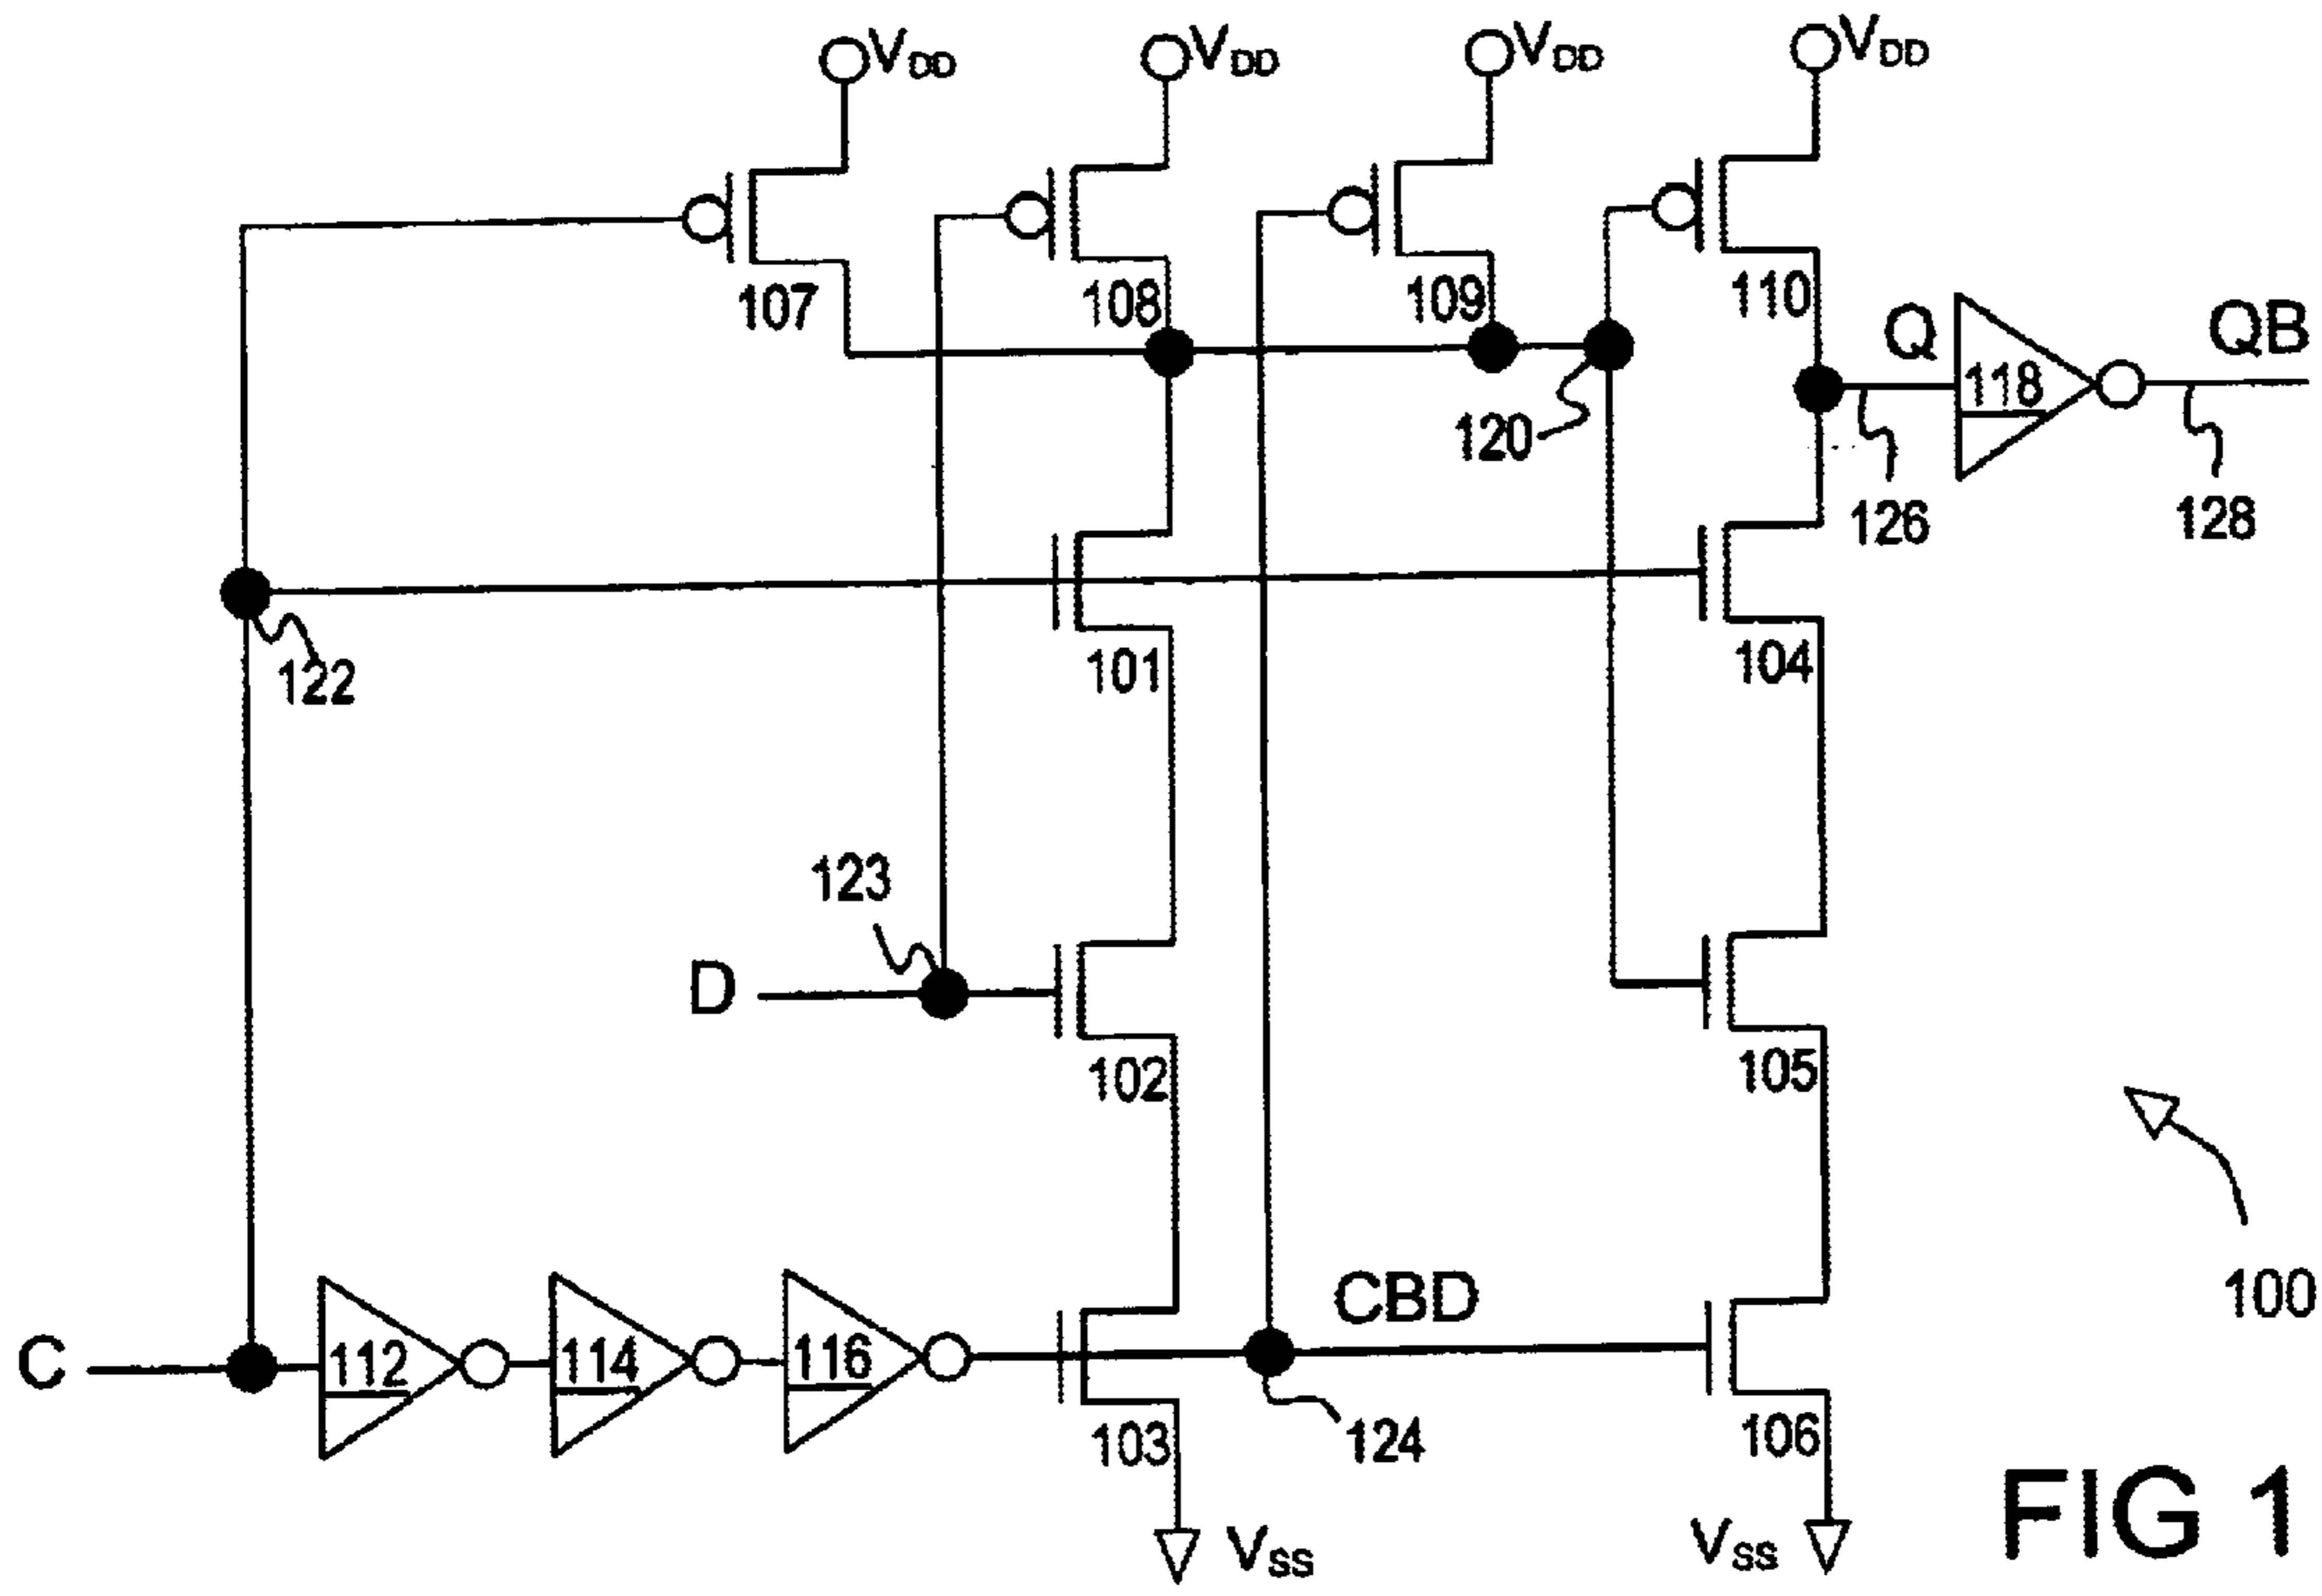 VDD VDD VDD VDD
107 108 109 110
Q 118 QB
120
126 128
122 101 104
123
D
102 105
100
C 112 114 116 CBD
103 124 106
VSS VSS
FIG 1